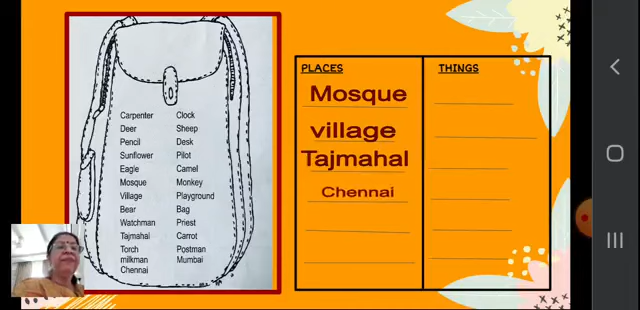 Carpenter Clock
Deer Sheep
Pencil Desk
Sunflower Pilot
Eagle Camel
Mosque Monkey
Village Playground
Bear Bag
Watchman Priest
Tajmahal Carrot
Torch Postman
milkman Mumbai
Chennai
PLACES
Mosque
village
Tajmahal
Chennai
THINGS